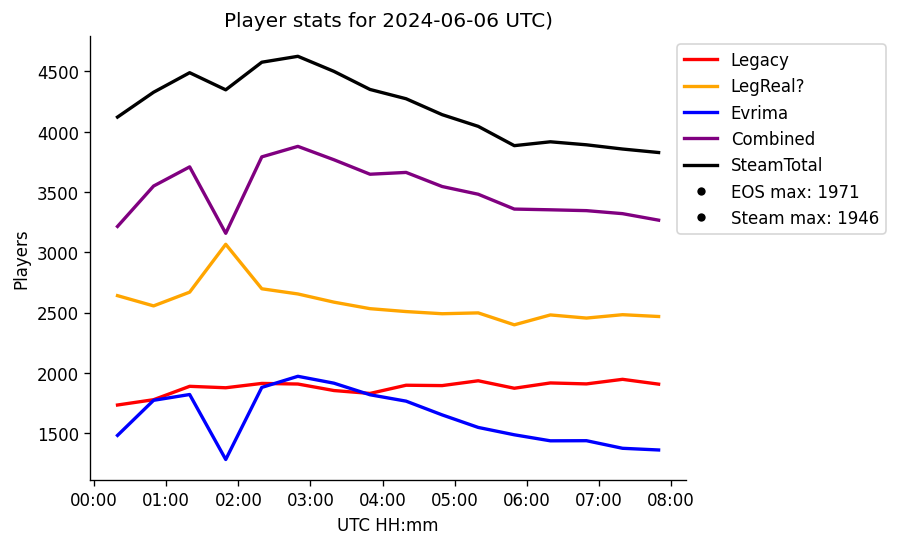 Player stats for 2024-06-06 UTC)
Legacy
LegReal?
Evrima
Combined
SteamTotal
EOS max: 1971
Steam max: 1946
Players
4500
4000
3500
3000
2500
2000
1500
00:00 01:00 02:00 03:00 04:00 05:00 06:00 07:00 08:00
UTC HH:mm